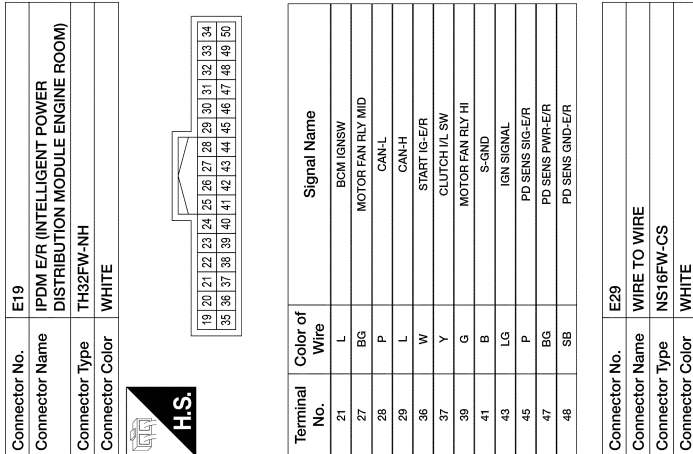 Connector No. E19
Connector Name IPDM E/R (INTELLIGENT POWER
DISTRIBUTION MODULE ENGINE ROOM)
Connector Type TH32FW-NH
Connector Color WHITE
H.S.
19 20 21 22 23 24 25 26 27 28 29 30 31 32 33 34
35 36 37 38 39 40 41 42 43 44 45 46 47 48 49 50
Terminal No. Color of Wire Signal Name
21 L BCM IGNSW
27 BG MOTOR FAN RLY MID
28 P CAN-L
29 L CAN-H
36 W START IG-E/R
37 Y CLUTCH I/L SW
39 G MOTOR FAN RLY HI
41 B S-GND
43 LG IGN SIGNAL
45 P PD SENS SIG-E/R
47 BG PD SENS PWR-E/R
48 SB PD SENS GND-E/R
Connector No. E29
Connector Name WIRE TO WIRE
Connector Type NS16FW-CS
Connector Color WHITE